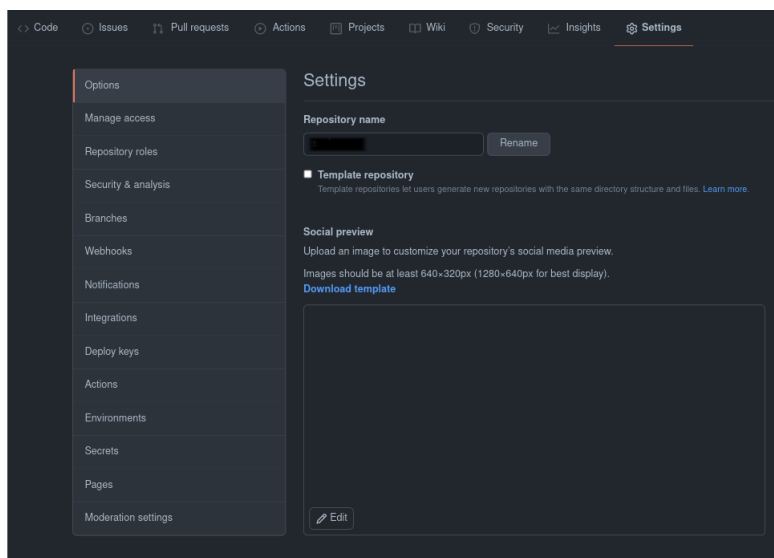 Code Issues Pull requests Actions Projects Wiki Security Insights Settings
Options
Manage access
Repository roles
Security & analysis
Branches
Webhooks
Notifications
Integrations
Deploy keys
Actions
Environments
Secrets
Pages
Moderation settings
Settings
Repository name
Rename
Template repository
Template repositories let users generate new repositories with the same directory structure and files. Learn more.
Social preview
Upload an image to customize your repository's social media preview.
Images should be at least 640×320px (1280×640px for best display).
Download template
Edit